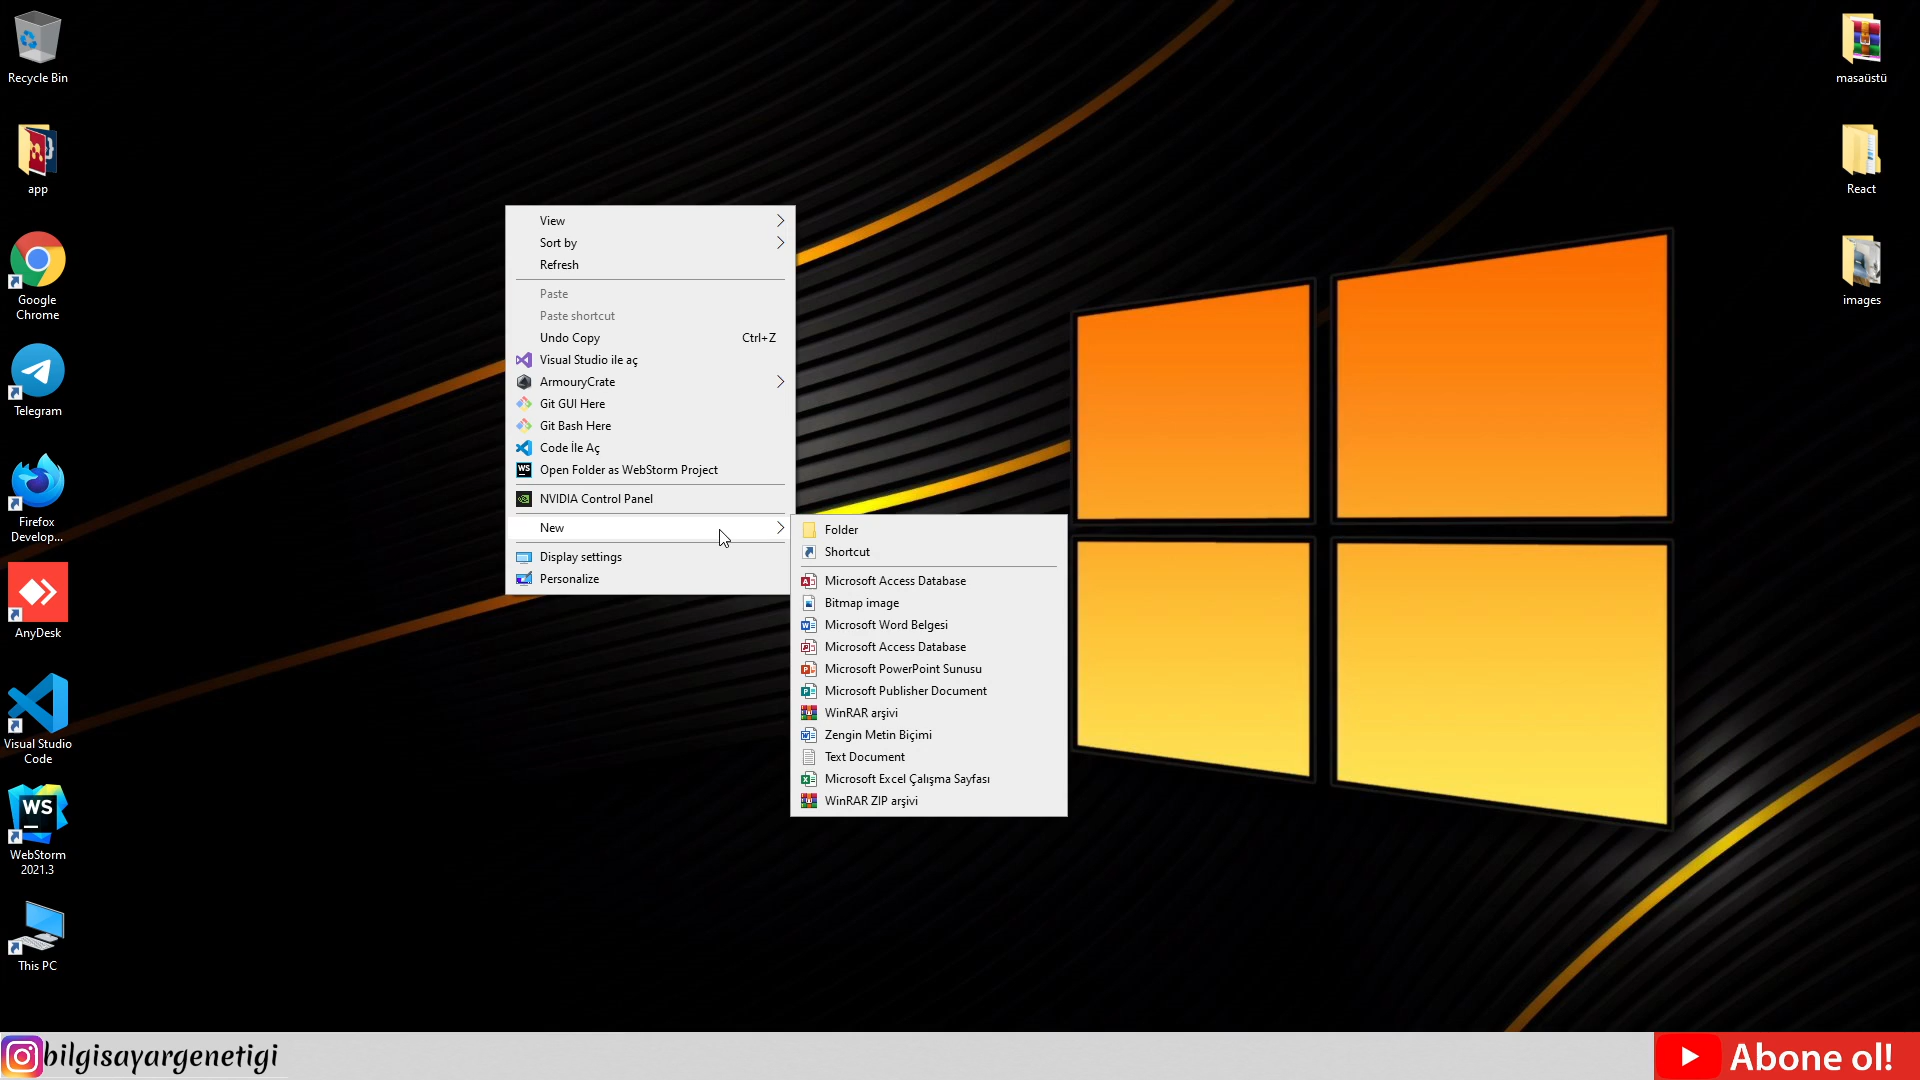 Recycle Bin
app
Google
Chrome
Telegram
Firefox
Develop...
AnyDesk
Visual Studio
Code
WS
WebStorm
2021.3
This PC
View
Sort by
Refresh
Paste
Paste shortcut
Undo Copy Ctrl+Z
Visual Studio ile aç
ArmouryCrate
Git GUI Here
Git Bash Here
Code İle Aç
WS Open Folder as WebStorm Project
NVIDIA Control Panel
New
Display settings
Personalize
Folder
Shortcut
Microsoft Access Database
Bitmap image
Microsoft Word Belgesi
Microsoft Access Database
Microsoft PowerPoint Sunusu
Microsoft Publisher Document
WinRAR arşivi
Zengin Metin Biçimi
Text Document
Microsoft Excel Çalışma Sayfası
WinRAR ZIP arşivi
masaüstü
React
images
bilgisayargenetigi
Abone ol!